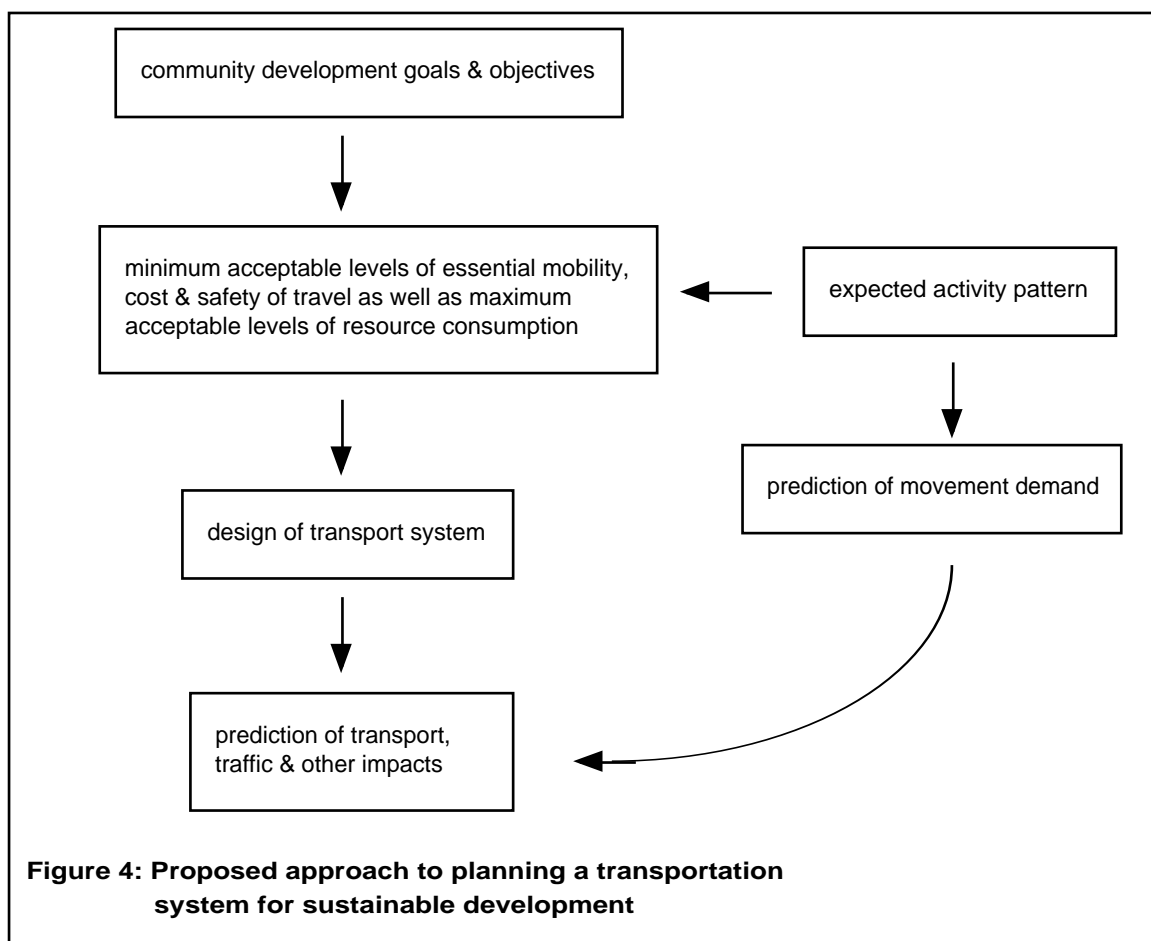 community development goals & objectives
minimum acceptable levels of essential mobility,
cost & safety of travel as well as maximum
acceptable levels of resource consumption
expected activity pattern
prediction of movement demand
design of transport system
prediction of transport,
traffic & other impacts
Figure 4: Proposed approach to planning a transportation
system for sustainable development